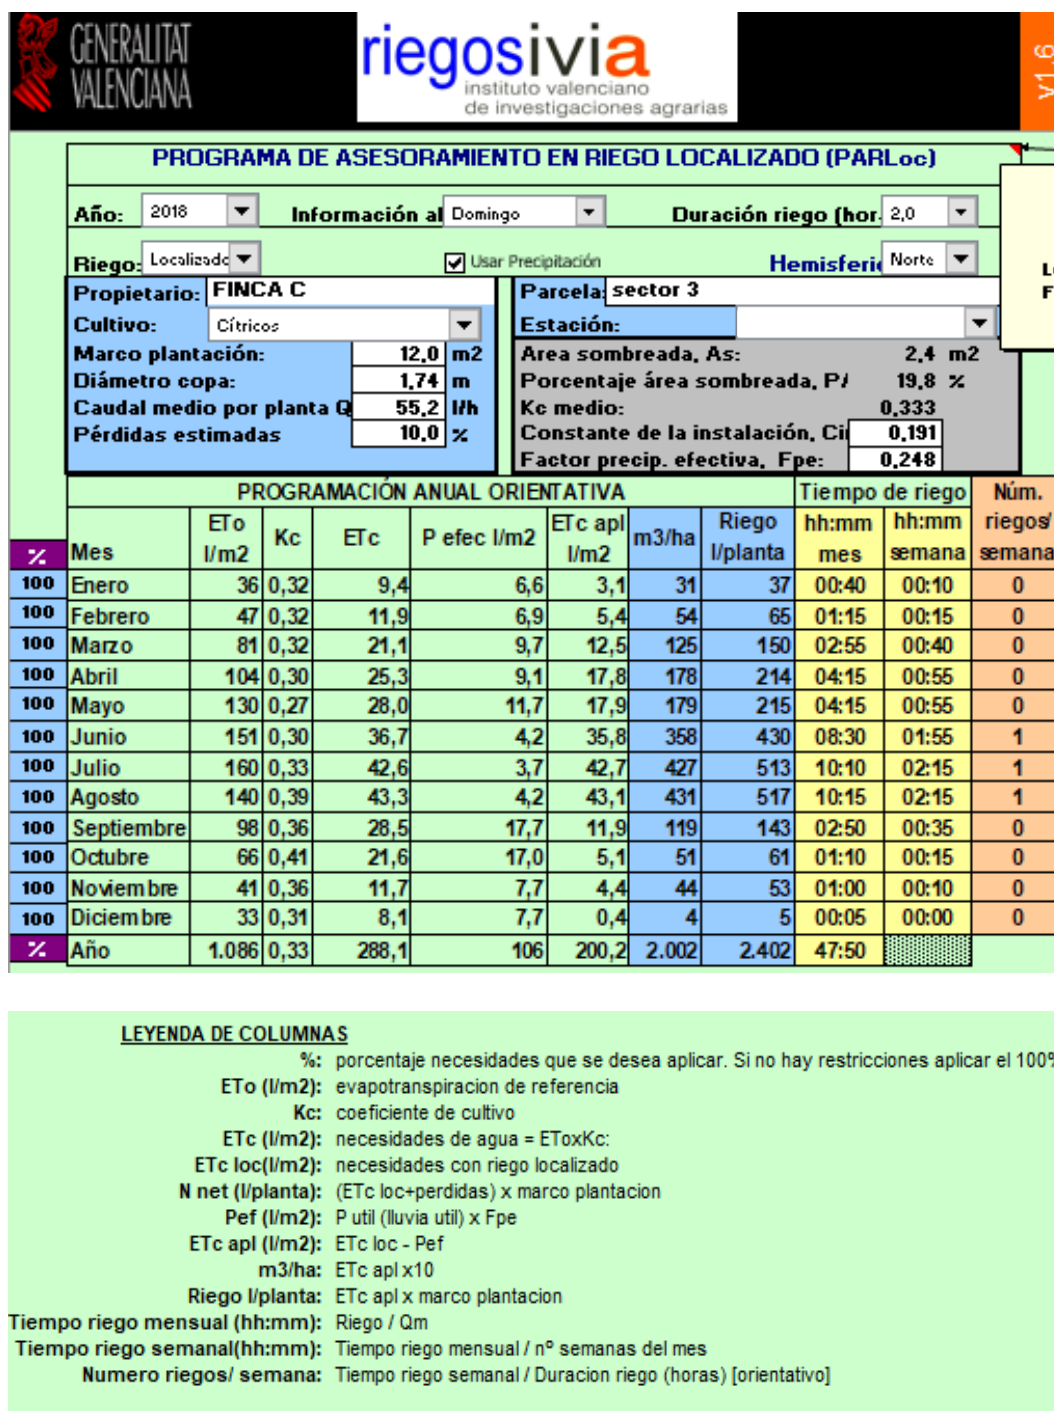 GENERALITAT
VALENCIANA
riegosivia
instituto valenciano
de investigaciones agrarias
v1.6
PROGRAMA DE ASESORAMIENTO EN RIEGO LOCALIZADO (PARLoc)
Año: 2018 Información al Domingo Duración riego (hor. 2,0
Riego: Localizado Usar Precipitación Hemisferio Norte
Propietario: FINCA C Parcela: sector 3
Cultivo: Cítricos Estación:
Marco plantación: 12,0 m2 Area sombreada, As: 2,4 m2
Diámetro copa: 1,74 m Porcentaje área sombreada, P 19,8 %
Caudal medio por planta Q 55,2 l/h Kc medio: 0,333
Pérdidas estimadas 10,0 % Constante de la instalación, Ci 0,191
Factor precip. efectiva, Fpe: 0,248
PROGRAMACIÓN ANUAL ORIENTATIVA Tiempo de riego Núm.
ETo Kc ETc P efec l/m2 ETc apl m3/ha Riego hh:mm hh:mm riegos/
% Mes l/m2 l/m2 l/planta mes semana semana
100 Enero 36 0,32 9,4 6,6 3,1 31 37 00:40 00:10 0
100 Febrero 47 0,32 11,9 6,9 5,4 54 65 01:15 00:15 0
100 Marzo 81 0,32 21,1 9,7 12,5 125 150 02:55 00:40 0
100 Abril 104 0,30 25,3 9,1 17,8 178 214 04:15 00:55 0
100 Mayo 130 0,27 28,0 11,7 17,9 179 215 04:15 00:55 0
100 Junio 151 0,30 36,7 4,2 35,8 358 430 08:30 01:55 1
100 Julio 160 0,33 42,6 3,7 42,7 427 513 10:10 02:15 1
100 Agosto 140 0,39 43,3 4,2 43,1 431 517 10:15 02:15 1
100 Septiembre 98 0,36 28,5 17,7 11,9 119 143 02:50 00:35 0
100 Octubre 66 0,41 21,6 17,0 5,1 51 61 01:10 00:15 0
100 Noviembre 41 0,36 11,7 7,7 4,4 44 53 01:00 00:10 0
100 Diciembre 33 0,31 8,1 7,7 0,4 4 5 00:05 00:00 0
% Año 1.086 0,33 288,1 106 200,2 2.002 2.402 47:50
LEYENDA DE COLUMNAS
%: porcentaje necesidades que se desea aplicar. Si no hay restricciones aplicar el 100%
ETo (l/m2): evapotranspiracion de referencia
Kc: coeficiente de cultivo
ETc (l/m2): necesidades de agua = EToxKc:
ETc loc(l/m2): necesidades con riego localizado
N net (l/planta): (ETc loc+perdidas) x marco plantacion
Pef (l/m2): P util (lluvia util) x Fpe
ETc apl (l/m2): ETc loc - Pef
m3/ha: ETc apl x10
Riego l/planta: ETc apl x marco plantacion
Tiempo riego mensual (hh:mm): Riego / Qm
Tiempo riego semanal(hh:mm): Tiempo riego mensual / nº semanas del mes
Numero riegos/ semana: Tiempo riego semanal / Duracion riego (horas) [orientativo]